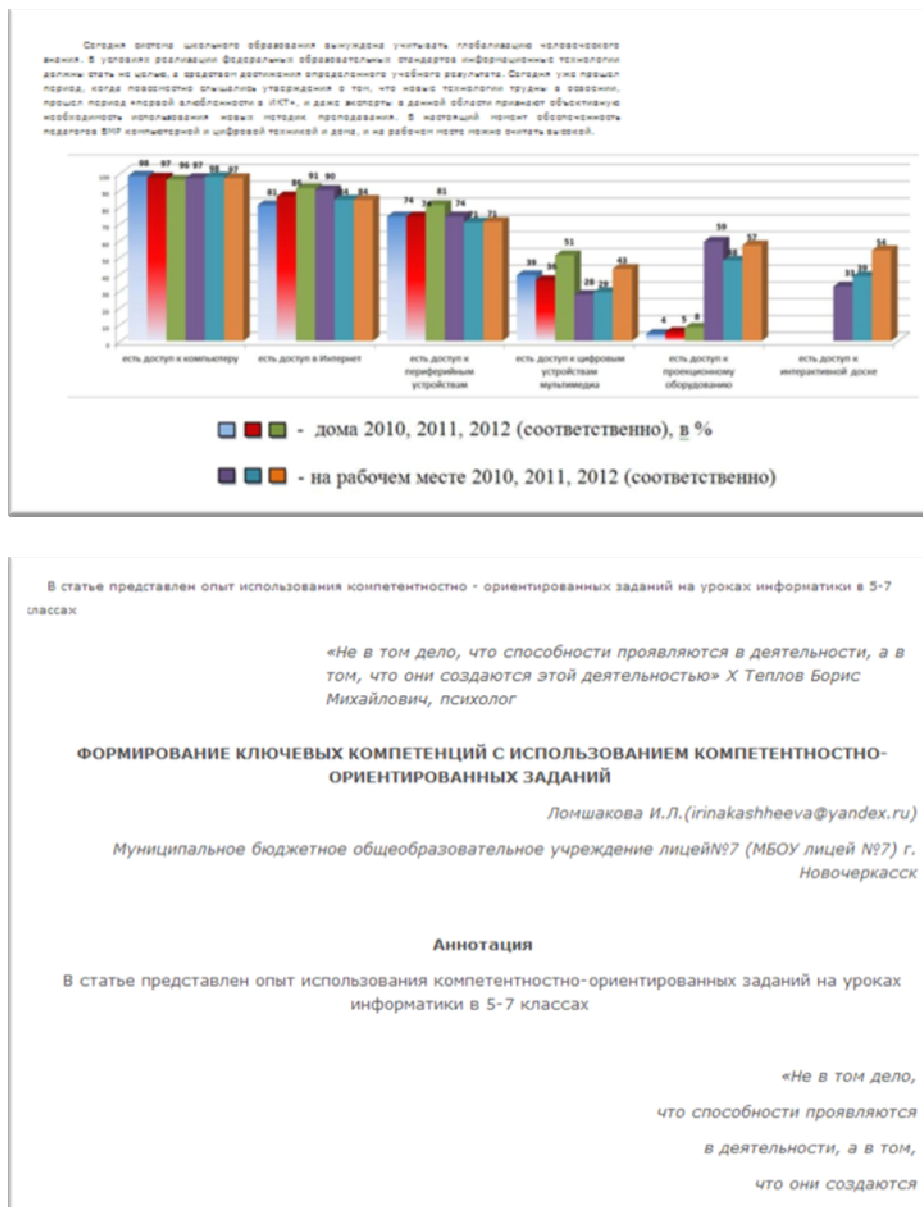 Сегодня система школьного образования вынуждена учитывать глобализацию человеческого
знания. В условиях реализации федеральных образовательных стандартов информационные технологии
должны стать не целью, а средством достижения определенного учебного результата. Сегодня уже прошел
период, когда повсеместно слышались утверждения о том, что новые технологии трудны в освоении,
прошел период «первой влюбленности в ИКТ», и даже эксперты в данной области признают объективную
необходимость использования новых методик преподавания. В настоящий момент обеспеченность
педагогов ВМР компьютерной и цифровой техникой и дома, и на рабочем месте можно считать высокой.
98 97 96 97 98 97
81 86 91 90 84 84
74 74 81 74 71 71
39 36 51 28 29 43
4 5 8 59 48 57
33 39 54
100
90
80
70
60
50
40
30
20
10
0
есть доступ к компьютеру
есть доступ в Интернет
есть доступ к
периферийным
устройствам
есть доступ к цифровым
устройствам
мультимедиа
есть доступ к
проекционному
оборудованию
есть доступ к
интерактивной доске
- дома 2010, 2011, 2012 (соответственно), в %
- на рабочем месте 2010, 2011, 2012 (соответственно)
В статье представлен опыт использования компетентностно - ориентированных заданий на уроках информатики в 5-7
классах
«Не в том дело, что способности проявляются в деятельности, а в
том, что они создаются этой деятельностью» Х Теплов Борис
Михайлович, психолог
ФОРМИРОВАНИЕ КЛЮЧЕВЫХ КОМПЕТЕНЦИЙ С ИСПОЛЬЗОВАНИЕМ КОМПЕТЕНТНОСТНО-
ОРИЕНТИРОВАННЫХ ЗАДАНИЙ
Ломшакова И.Л.(irinakashheeva@yandex.ru)
Муниципальное бюджетное общеобразовательное учреждение лицей№7 (МБОУ лицей №7) г.
Новочеркасск
Аннотация
В статье представлен опыт использования компетентностно-ориентированных заданий на уроках
информатики в 5-7 классах
«Не в том дело,
что способности проявляются
в деятельности, а в том,
что они создаются